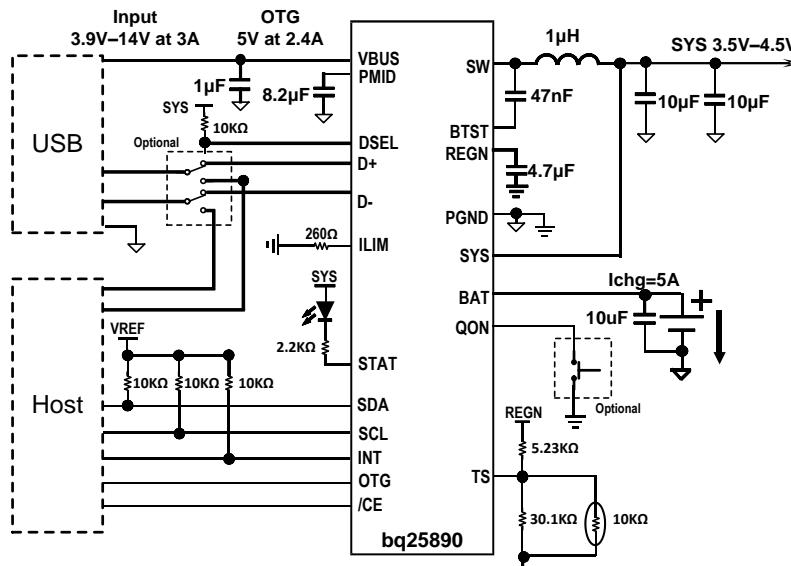 Input
3.9V–14V at 3A
OTG
5V at 2.4A
VBUS
PMID
1µF
8.2µF
SYS
10KΩ
Optional
DSEL
D+
D-
USB
260Ω
ILIM
SYS
2.2KΩ
STAT
VREF
10KΩ
10KΩ
10KΩ
Host
SDA
SCL
INT
OTG
/CE
bq25890
SW
1µH
SYS 3.5V–4.5V
47nF
10µF
10µF
BTST
REGN
4.7µF
PGND
SYS
Ichg=5A
BAT
+
10uF
QON
Optional
REGN
5.23KΩ
TS
30.1KΩ
10KΩ